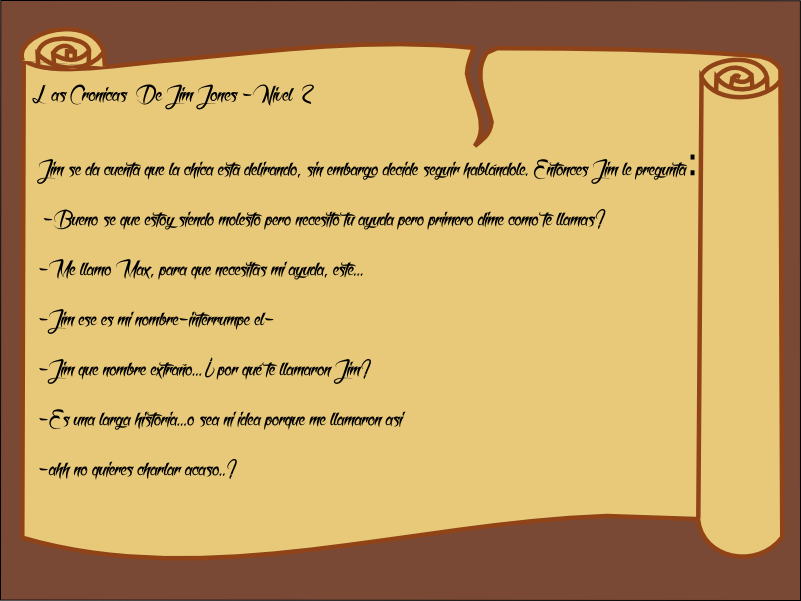 Las Cronicas De Jim Jones - Nivel 2
Jim se da cuenta que la chica esta delirando, sin embargo decide seguir hablándole. Entonces Jim le pregunta:
-Bueno se que estoy siendo molesto pero necesito tu ayuda pero primero dime como te llamas?
-Me llamo Max, para que necesitas mi ayuda, este...
-Jim ese es mi nombre-interrumpe el-
-Jim que nombre extraño...¿por qué te llamaron Jim?
-Es una larga historia...o sea ni idea porque me llamaron asi
-ahh no quieres charlar acaso..?